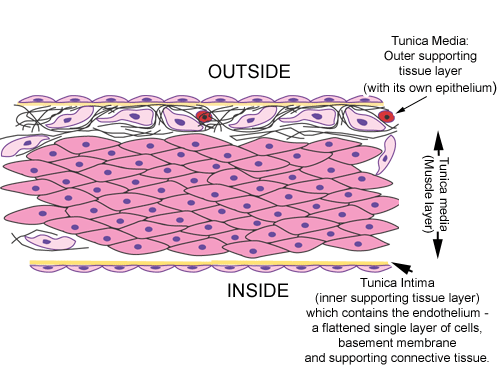 Tunica Media:
Outer supporting
tissue layer
(with its own epithelium)
OUTSIDE
Tunica media
(Muscle layer)
INSIDE
Tunica Intima
(inner supporting tissue layer)
which contains the endothelium -
a flattened single layer of cells,
basement membrane
and supporting connective tissue.